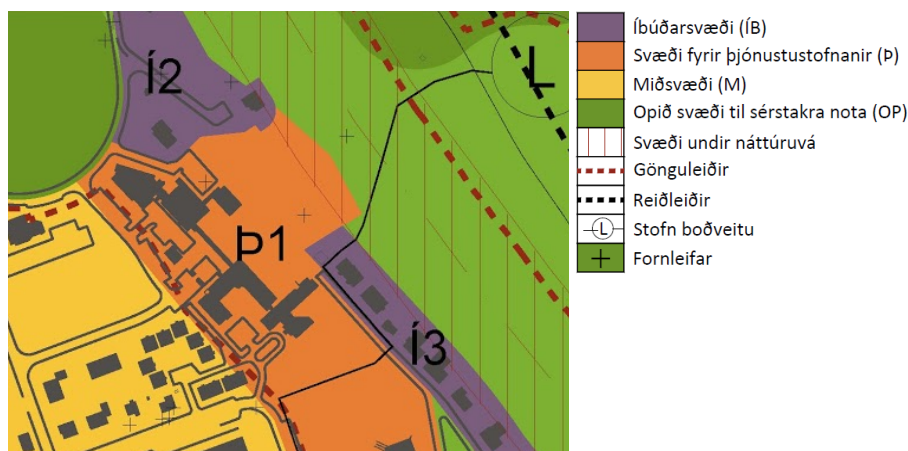 Í2
L
Þ1
Í3
Íbúðarsvæði (ÍB)
Svæði fyrir þjónustustofnanir (Þ)
Miðsvæði (M)
Opið svæði til sérstakra nota (OP)
Svæði undir náttúruvá
Gönguleiðir
Reiðleiðir
L Stofn boðveitu
Fornleifar